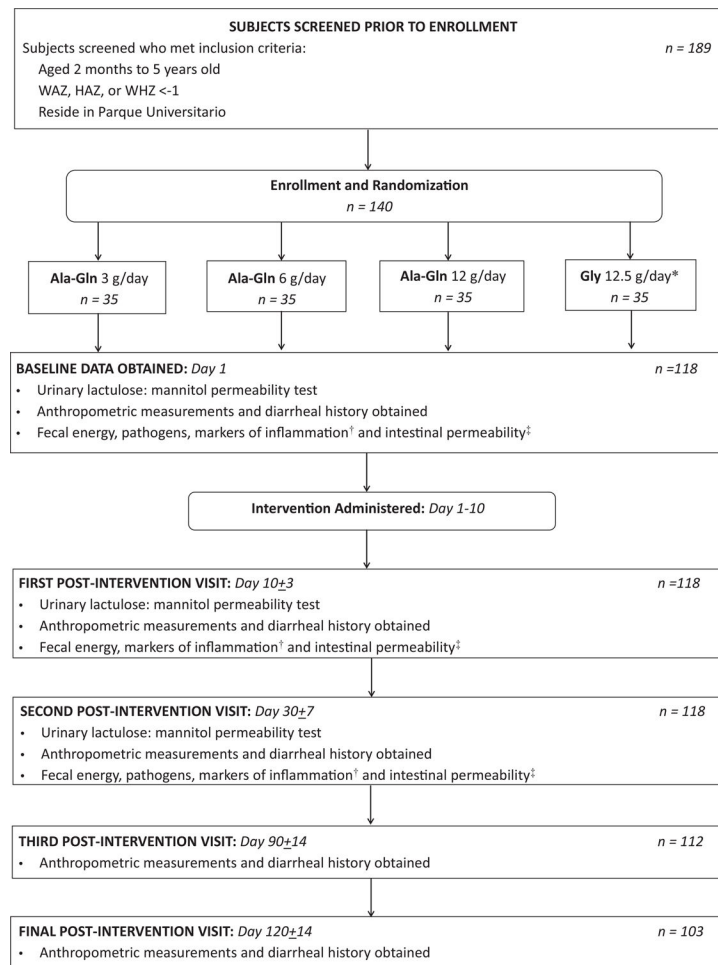 SUBJECTS SCREENED PRIOR TO ENROLLMENT
Subjects screened who met inclusion criteria: n = 189
Aged 2 months to 5 years old
WAZ, HAZ, or WHZ <-1
Reside in Parque Universitario
Enrollment and Randomization
n = 140
Ala-Gln 3 g/day
n = 35
Ala-Gln 6 g/day
n = 35
Ala-Gln 12 g/day
n = 35
Gly 12.5 g/day*
n = 35
BASELINE DATA OBTAINED: Day 1 n =118
• Urinary lactulose: mannitol permeability test
• Anthropometric measurements and diarrheal history obtained
• Fecal energy, pathogens, markers of inflammation† and intestinal permeability‡
Intervention Administered: Day 1-10
FIRST POST-INTERVENTION VISIT: Day 10±3 n =118
• Urinary lactulose: mannitol permeability test
• Anthropometric measurements and diarrheal history obtained
• Fecal energy, markers of inflammation† and intestinal permeability‡
SECOND POST-INTERVENTION VISIT: Day 30±7 n = 118
• Urinary lactulose: mannitol permeability test
• Anthropometric measurements and diarrheal history obtained
• Fecal energy, pathogens, markers of inflammation† and intestinal permeability‡
THIRD POST-INTERVENTION VISIT: Day 90±14 n = 112
• Anthropometric measurements and diarrheal history obtained
FINAL POST-INTERVENTION VISIT: Day 120±14 n = 103
• Anthropometric measurements and diarrheal history obtained